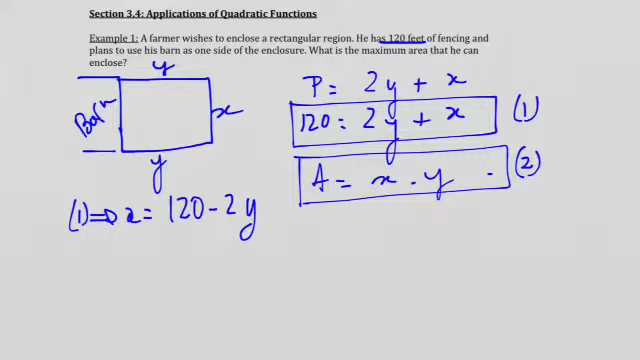 Section 3.4: Applications of Quadratic Functions
Example 1: A farmer wishes to enclose a rectangular region. He has 120 feet of fencing and
plans to use his barn as one side of the enclosure. What is the maximum area that he can
enclose?
y
Barn
x
y
P = 2y + x
120 = 2y + x (1)
A = x · y (2)
(1) ⇒ x = 120 - 2y